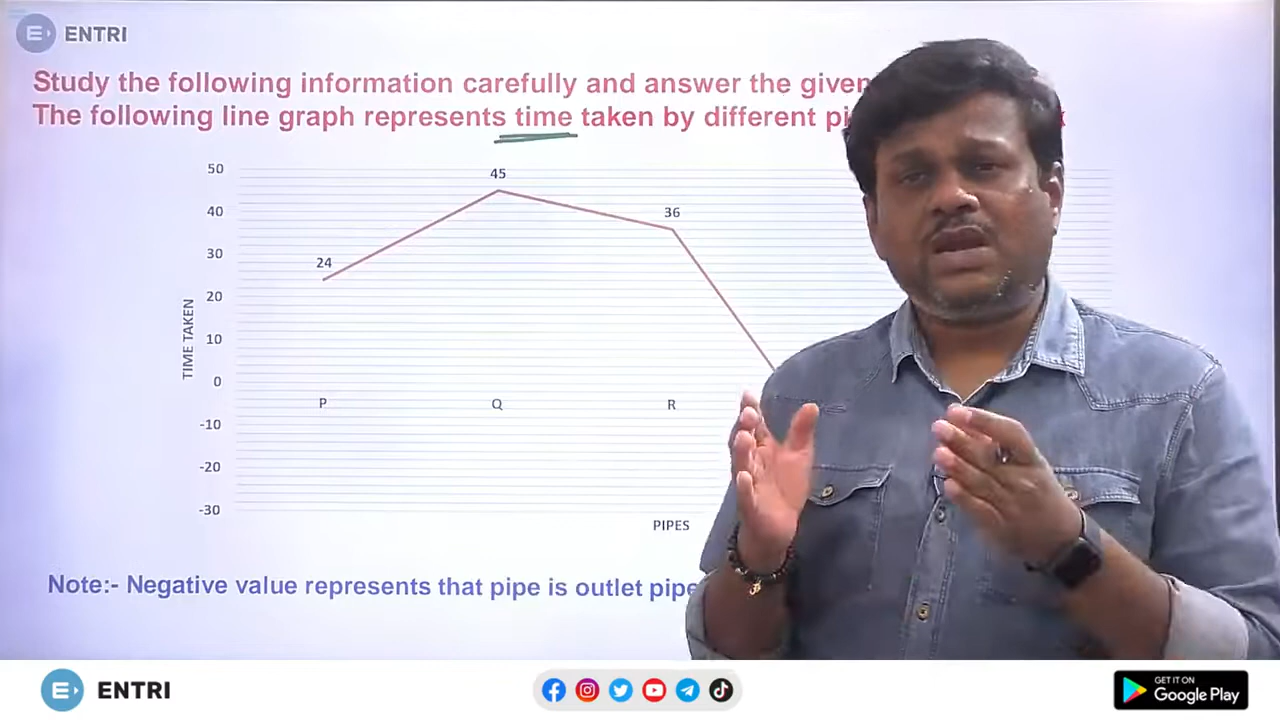 ENTRI
Study the following information carefully and answer the given
The following line graph represents time taken by different
50
45
40
36
30
24
20
TIME TAKEN
10
0
P Q R
-10
-20
-30
PIPES
Note:- Negative value represents that pipe is outlet pipe
ENTRI
GET IT ON
Google Play